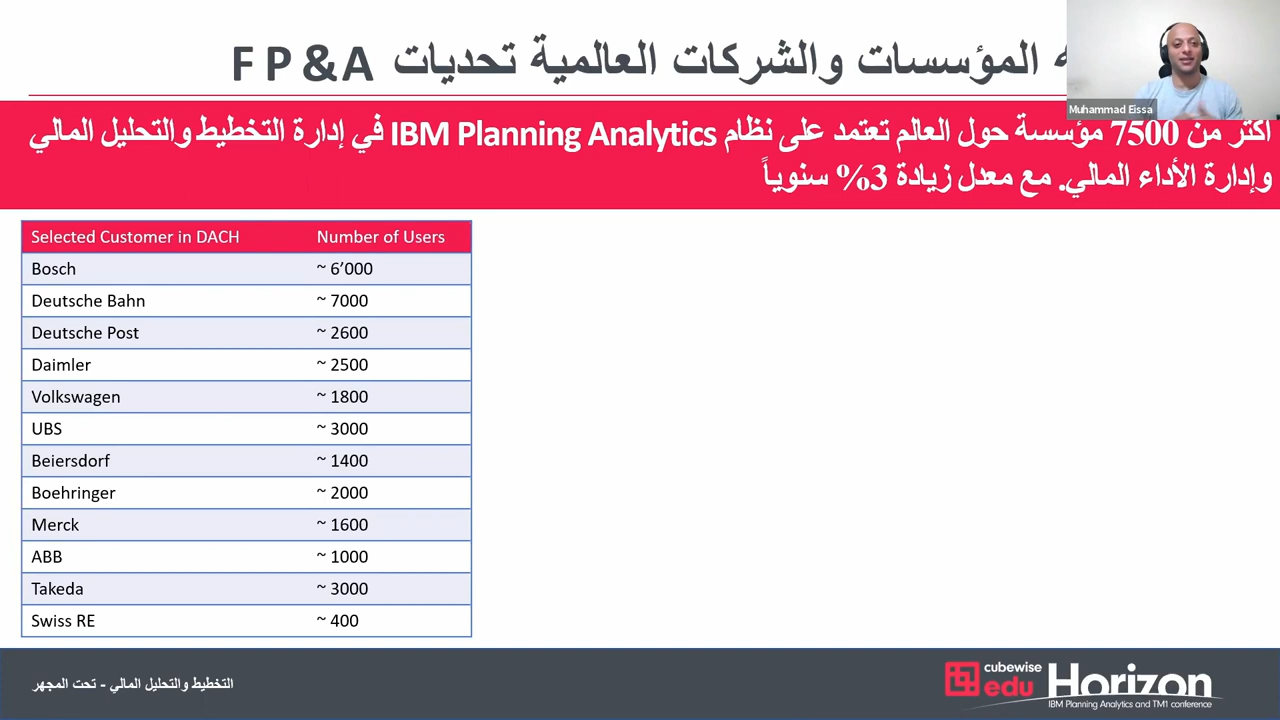 المؤسسات والشركات العالمية تحديات FP&A
Muhammad Eissa
أكثر من 7500 مؤسسة حول العالم تعتمد على نظام IBM Planning Analytics في إدارة التخطيط والتحليل المالي
وإدارة الأداء المالي. مع معدل زيادة 3% سنوياً
Selected Customer in DACH Number of Users
Bosch ~ 6’000
Deutsche Bahn ~ 7000
Deutsche Post ~ 2600
Daimler ~ 2500
Volkswagen ~ 1800
UBS ~ 3000
Beiersdorf ~ 1400
Boehringer ~ 2000
Merck ~ 1600
ABB ~ 1000
Takeda ~ 3000
Swiss RE ~ 400
التخطيط والتحليل المالي - تحت المجهر
cubewise
edu Horizon
IBM Planning Analytics and TM1 conference